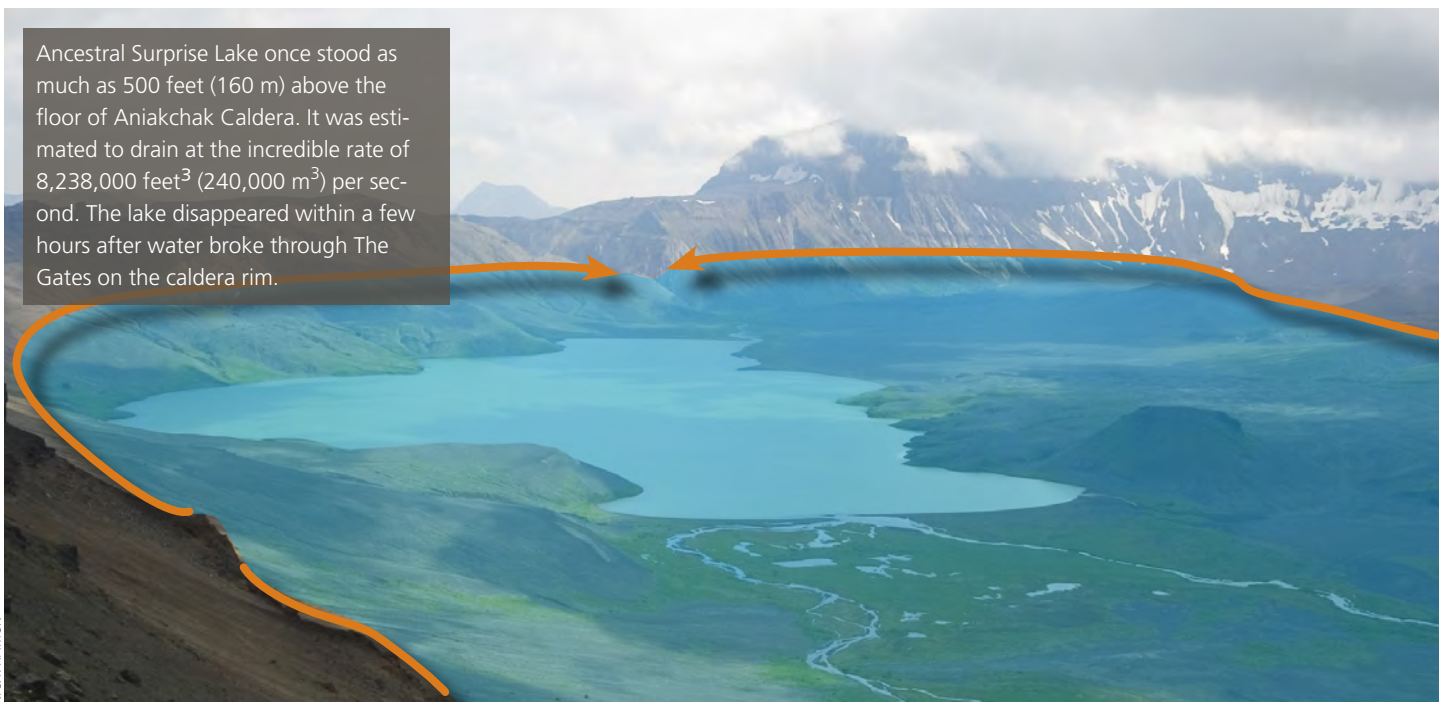 Ancestral Surprise Lake once stood as
much as 500 feet (160 m) above the
floor of Aniakchak Caldera. It was esti-
mated to drain at the incredible rate of
8,238,000 feet³ (240,000 m³) per sec-
ond. The lake disappeared within a few
hours after water broke through The
Gates on the caldera rim.